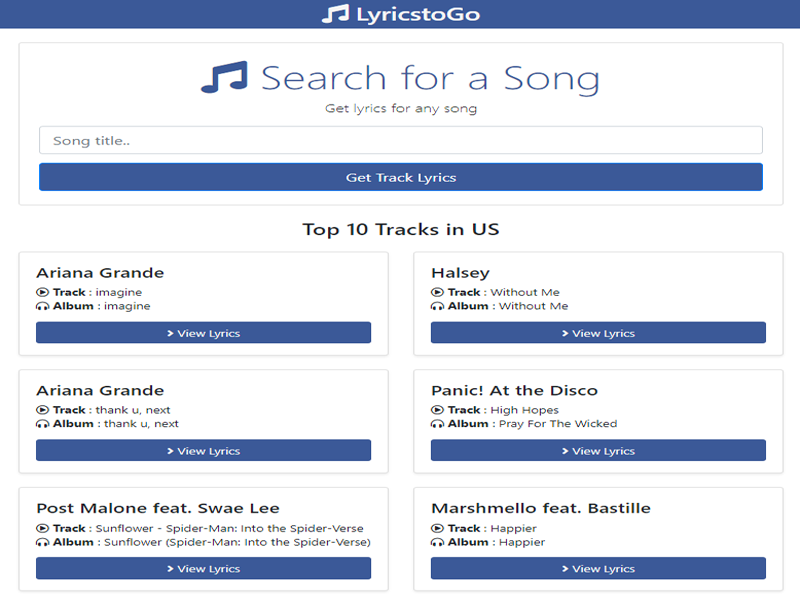 LyricstoGo
Search for a Song
Get lyrics for any song
Song title..
Get Track Lyrics
Top 10 Tracks in US
Ariana Grande
Track : imagine
Album : imagine
> View Lyrics
Halsey
Track : Without Me
Album : Without Me
> View Lyrics
Ariana Grande
Track : thank u, next
Album : thank u, next
> View Lyrics
Panic! At the Disco
Track : High Hopes
Album : Pray For The Wicked
> View Lyrics
Post Malone feat. Swae Lee
Track : Sunflower - Spider-Man: Into the Spider-Verse
Album : Sunflower (Spider-Man: Into the Spider-Verse)
> View Lyrics
Marshmello feat. Bastille
Track : Happier
Album : Happier
> View Lyrics